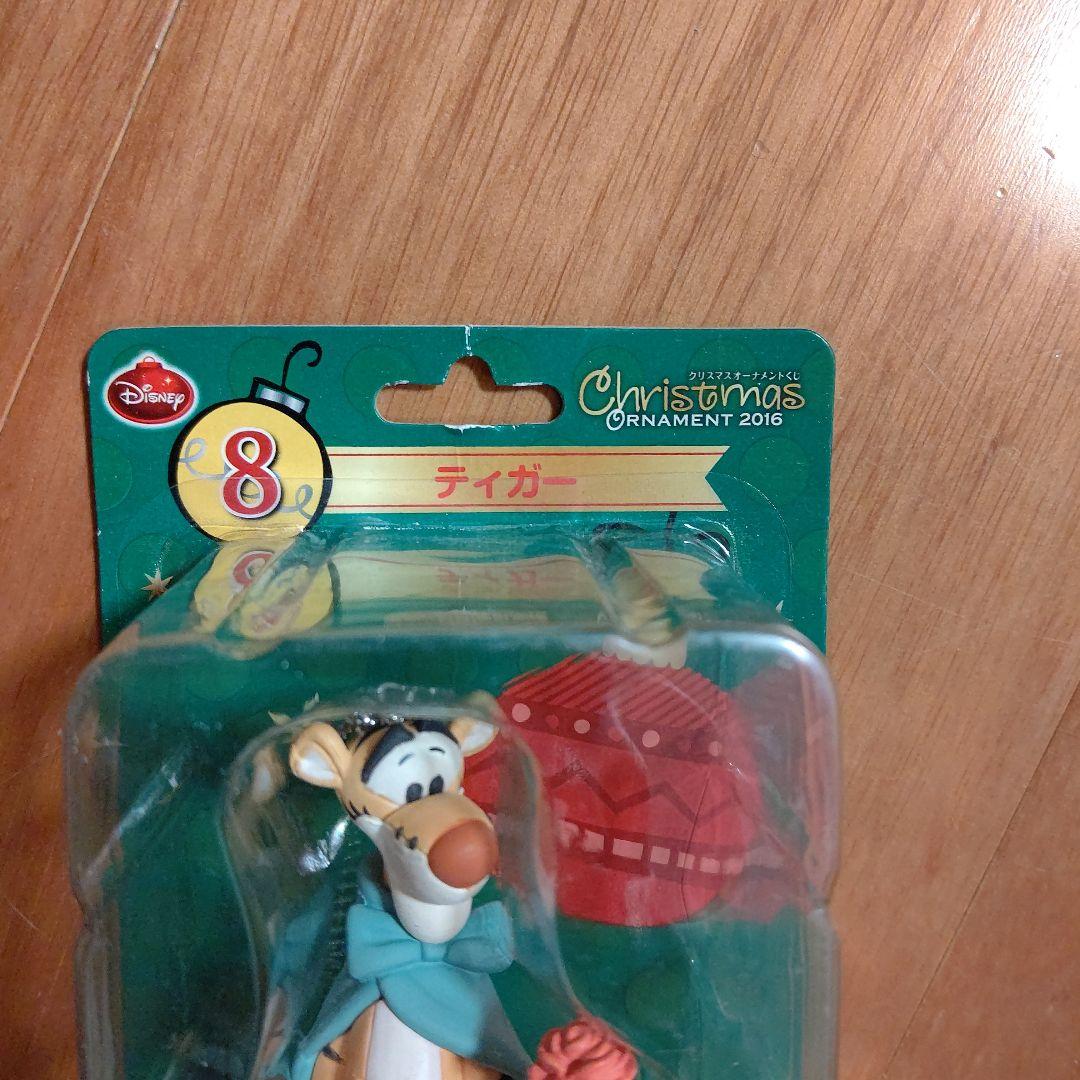 DISNEY
8
クリスマスオーナメントくじ
Christmas
ORNAMENT 2016
ティガー